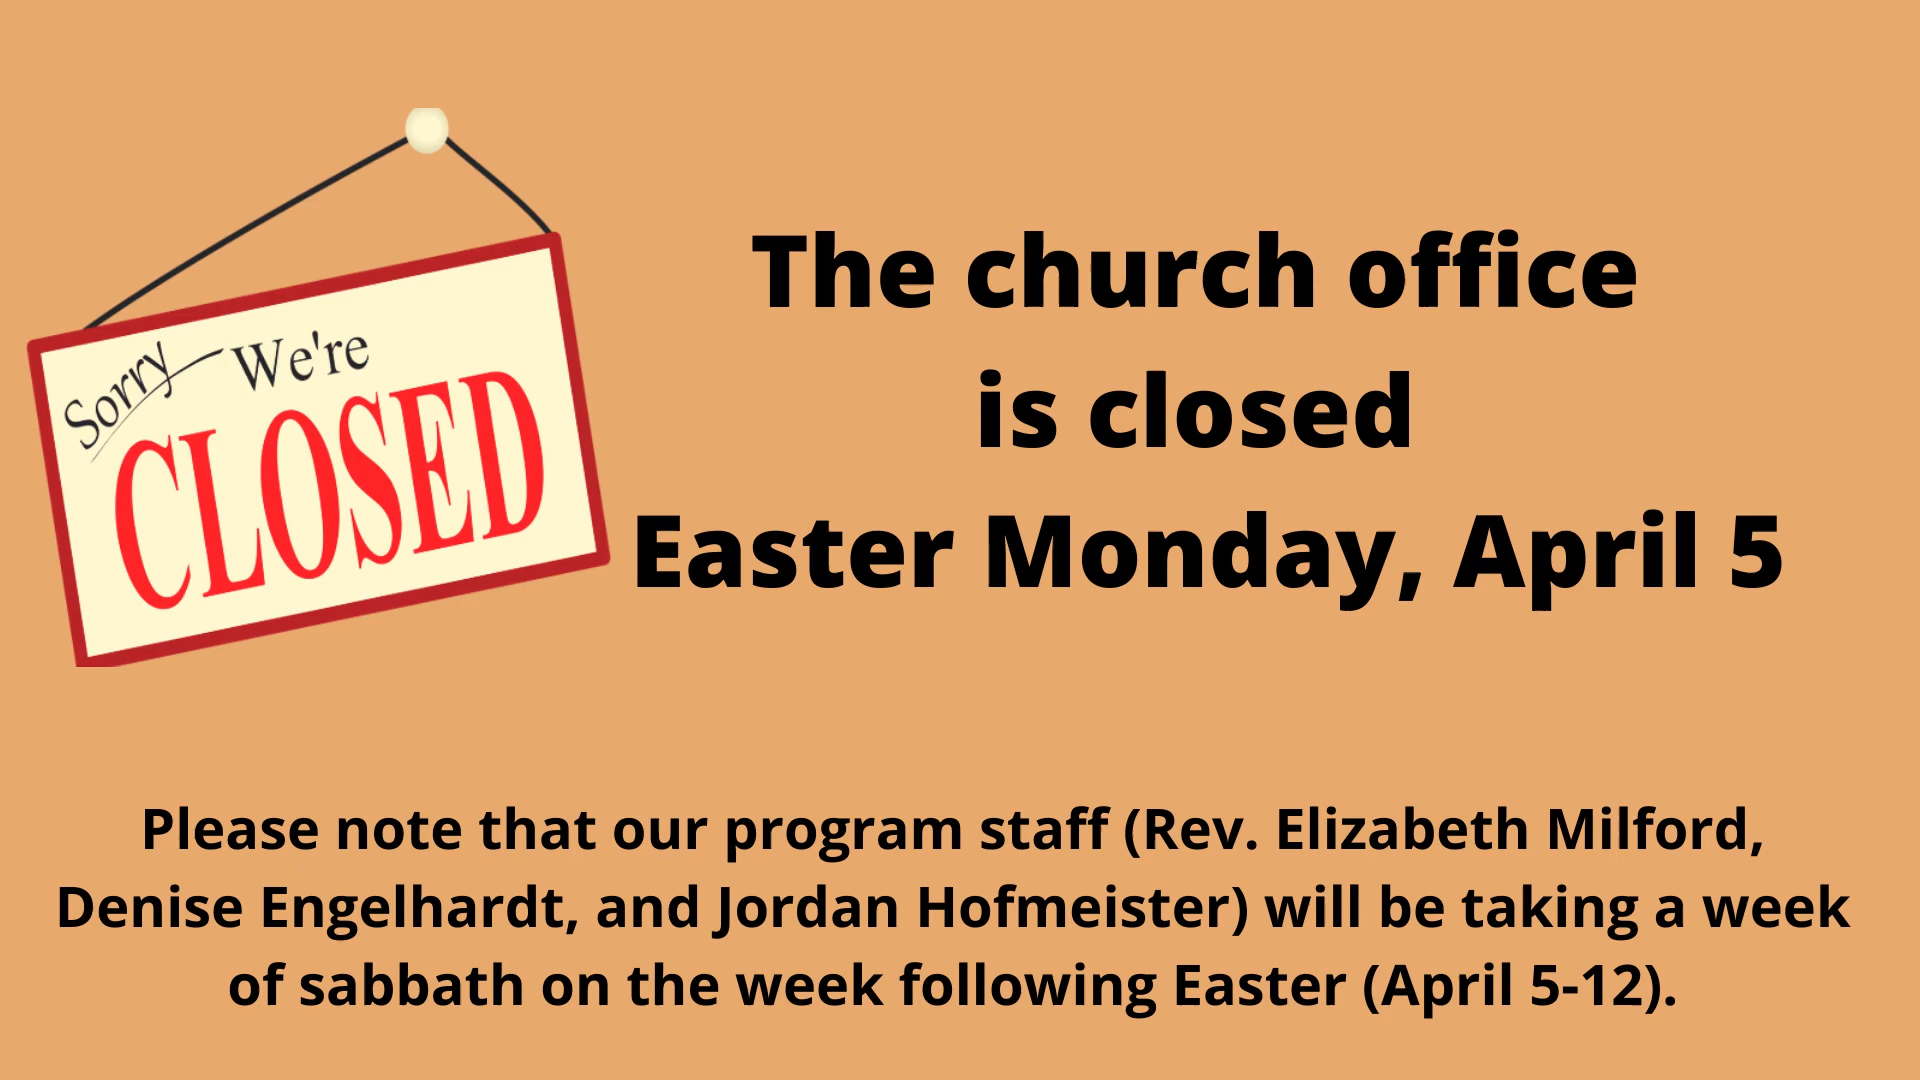 Sorry We're
CLOSED
The church office
is closed
Easter Monday, April 5
Please note that our program staff (Rev. Elizabeth Milford,
Denise Engelhardt, and Jordan Hofmeister) will be taking a week
of sabbath on the week following Easter (April 5-12).